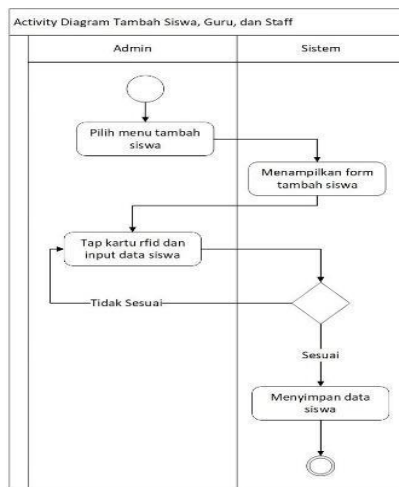 Activity Diagram Tambah Siswa, Guru, dan Staff
Admin
Sistem
Pilih menu tambah
siswa
Menampilkan form
tambah siswa
Tap kartu rfid dan
input data siswa
Tidak Sesuai
Sesuai
Menyimpan data
siswa